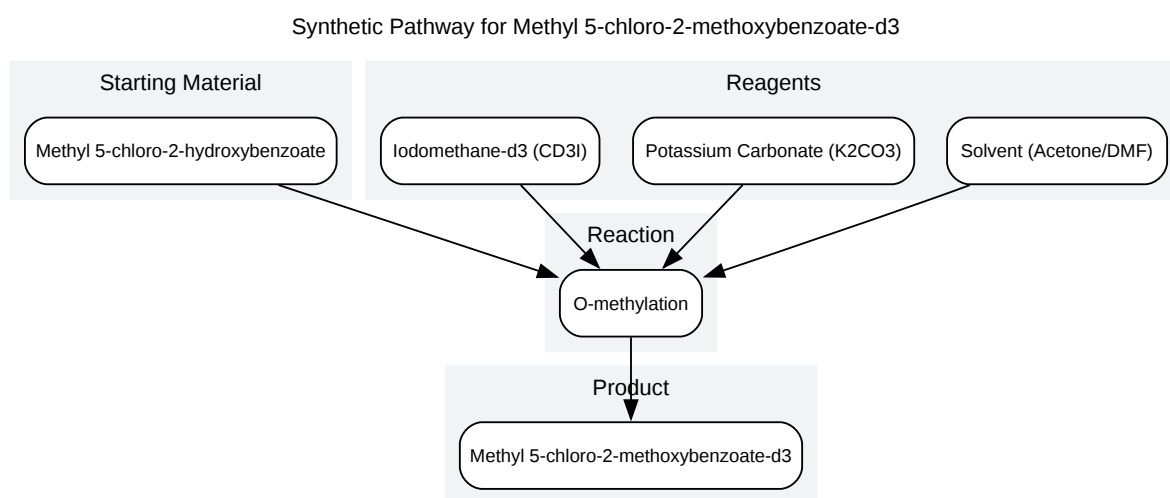 Synthetic Pathway for Methyl 5-chloro-2-methoxybenzoate-d3
Starting Material
Reagents
Methyl 5-chloro-2-hydroxybenzoate
Iodomethane-d3 (CD3I)
Potassium Carbonate (K2CO3)
Solvent (Acetone/DMF)
Reaction
O-methylation
Product
Methyl 5-chloro-2-methoxybenzoate-d3